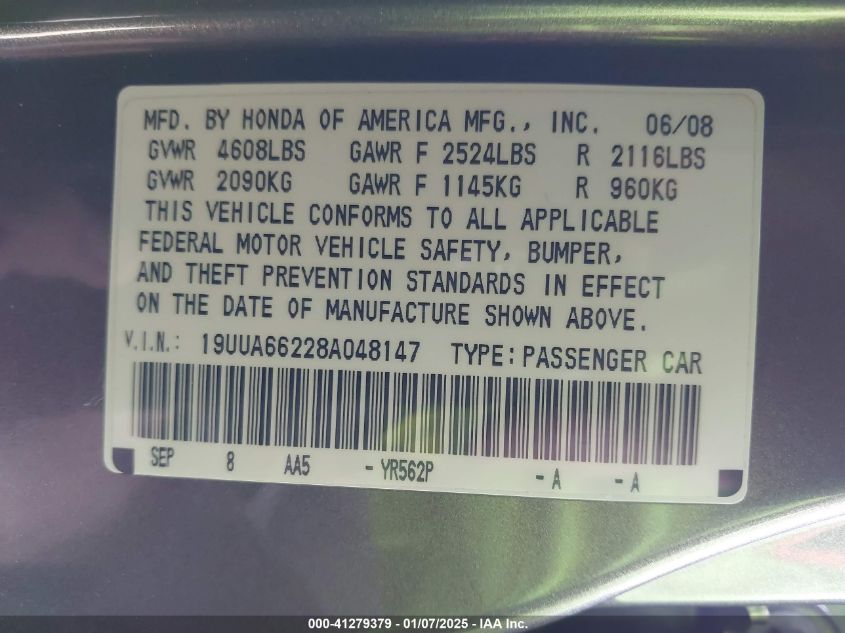 MFD. BY HONDA OF AMERICA MFG., INC. 06/08
GVWR 4608LBS GAWR F 2524LBS R 2116LBS
GVWR 2090KG GAWR F 1145KG R 960KG
THIS VEHICLE CONFORMS TO ALL APPLICABLE
FEDERAL MOTOR VEHICLE SAFETY, BUMPER,
AND THEFT PREVENTION STANDARDS IN EFFECT
ON THE DATE OF MANUFACTURE SHOWN ABOVE.
V.I.N.: 19UUA66228A048147 TYPE: PASSENGER CAR
SEP 8 AA5 - YR562P - A - A
000-41279379 - 01/07/2025 - IAA Inc.